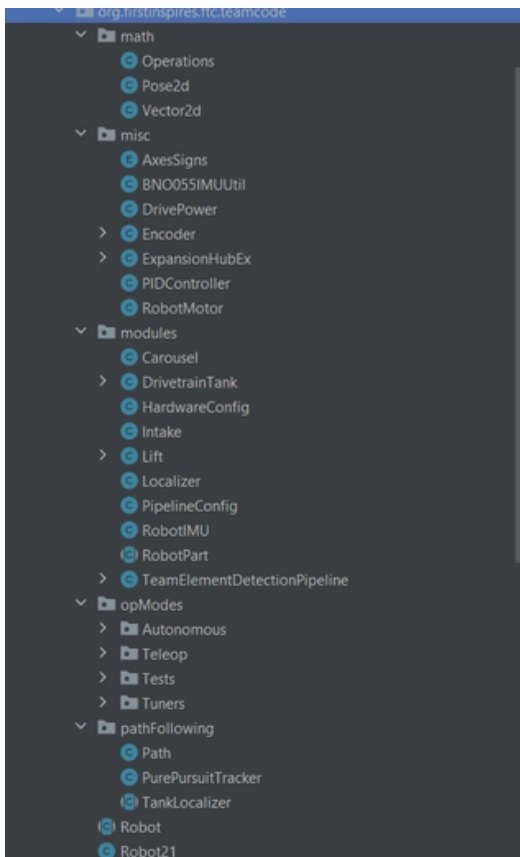 org.firstinspires.ftc.teamcode
math
Operations
Pose2d
Vector2d
misc
AxesSigns
BNO055IMUUtil
DrivePower
Encoder
ExpansionHubEx
PIDController
RobotMotor
modules
Carousel
DrivetrainTank
HardwareConfig
Intake
Lift
Localizer
PipelineConfig
RobotIMU
RobotPart
TeamElementDetectionPipeline
opModes
Autonomous
Teleop
Tests
Tuners
pathFollowing
Path
PurePursuitTracker
TankLocalizer
Robot
Robot21